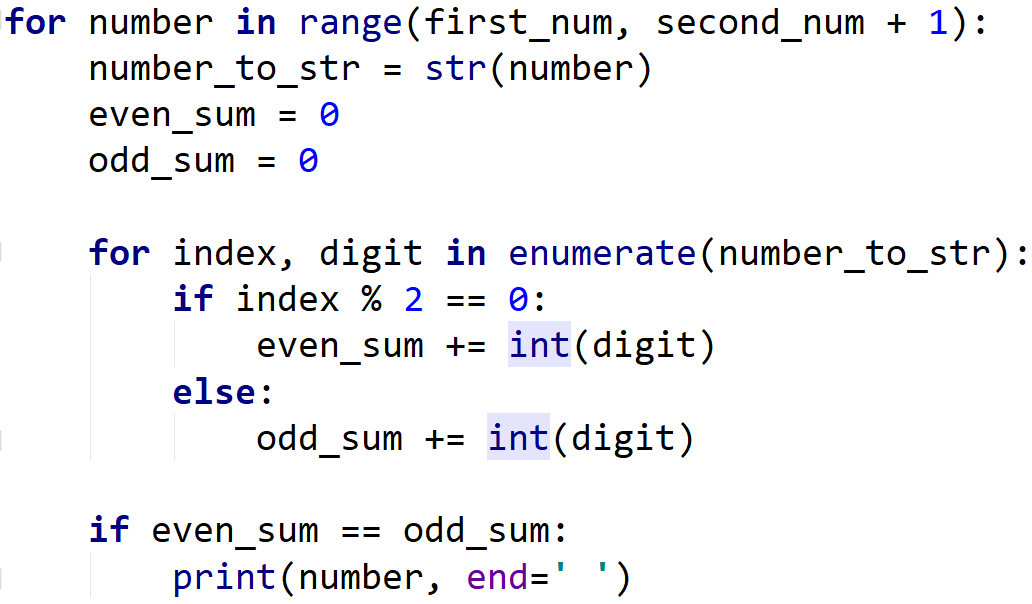 for number in range(first_num, second_num + 1):
    number_to_str = str(number)
    even_sum = 0
    odd_sum = 0

    for index, digit in enumerate(number_to_str):
        if index % 2 == 0:
            even_sum += int(digit)
        else:
            odd_sum += int(digit)

    if even_sum == odd_sum:
        print(number, end=' ')